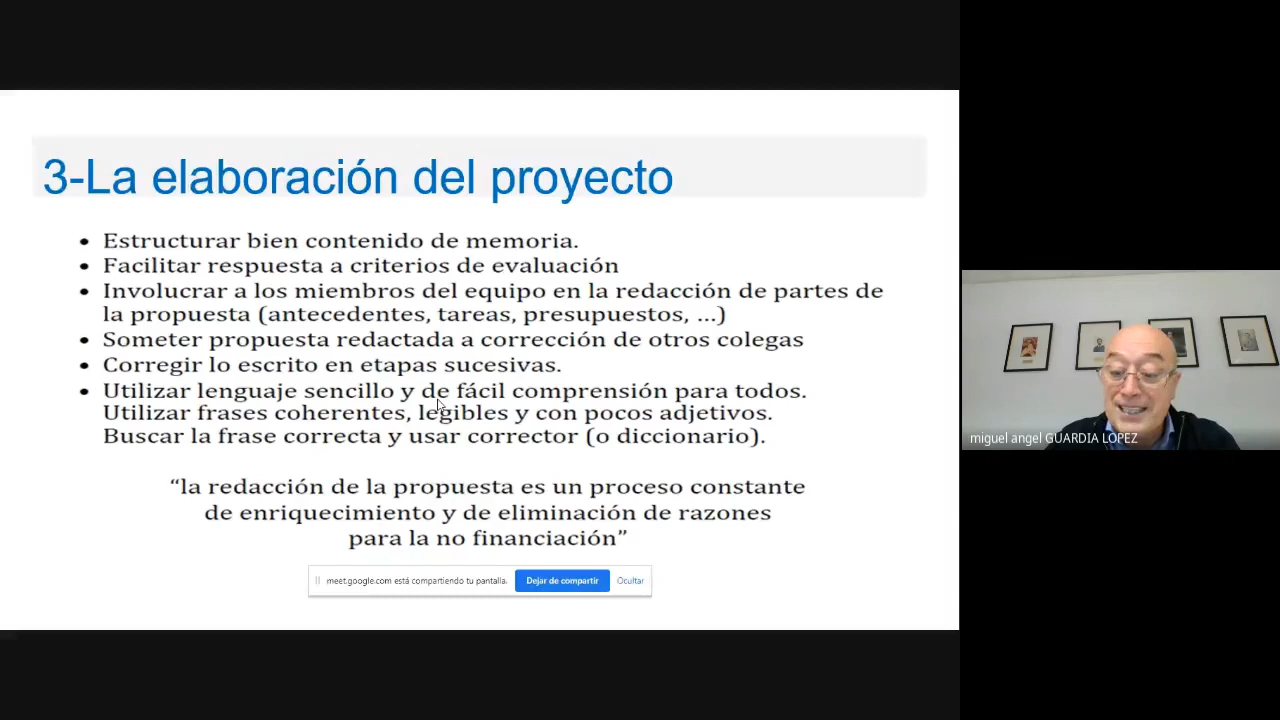 3-La elaboración del proyecto
• Estructurar bien contenido de memoria.
• Facilitar respuesta a criterios de evaluación
• Involucrar a los miembros del equipo en la redacción de partes de
la propuesta (antecedentes, tareas, presupuestos, ...)
• Someter propuesta redactada a corrección de otros colegas
• Corregir lo escrito en etapas sucesivas.
• Utilizar lenguaje sencillo y de fácil comprensión para todos.
Utilizar frases coherentes, legibles y con pocos adjetivos.
Buscar la frase correcta y usar corrector (o diccionario).
“la redacción de la propuesta es un proceso constante
de enriquecimiento y de eliminación de razones
para la no financiación”
meet.google.com está compartiendo tu pantalla. Dejar de compartir Ocultar
miguel angel GUARDIA LOPEZ